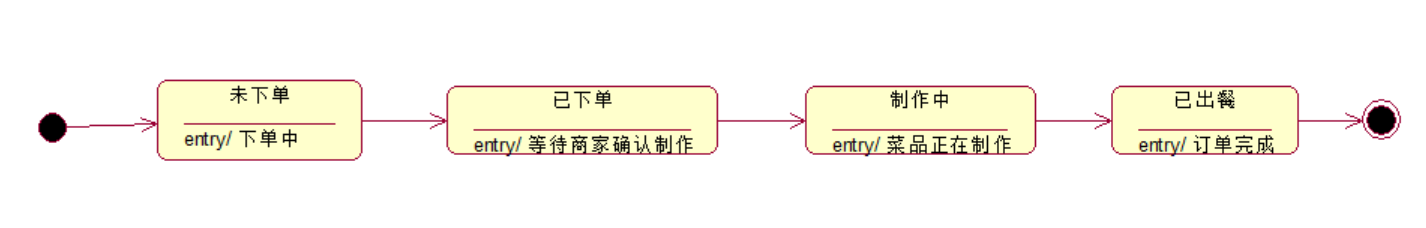 未下单
entry/ 下单中
已下单
entry/ 等待商家确认制作
制作中
entry/ 菜品正在制作
已出餐
entry/ 订单完成